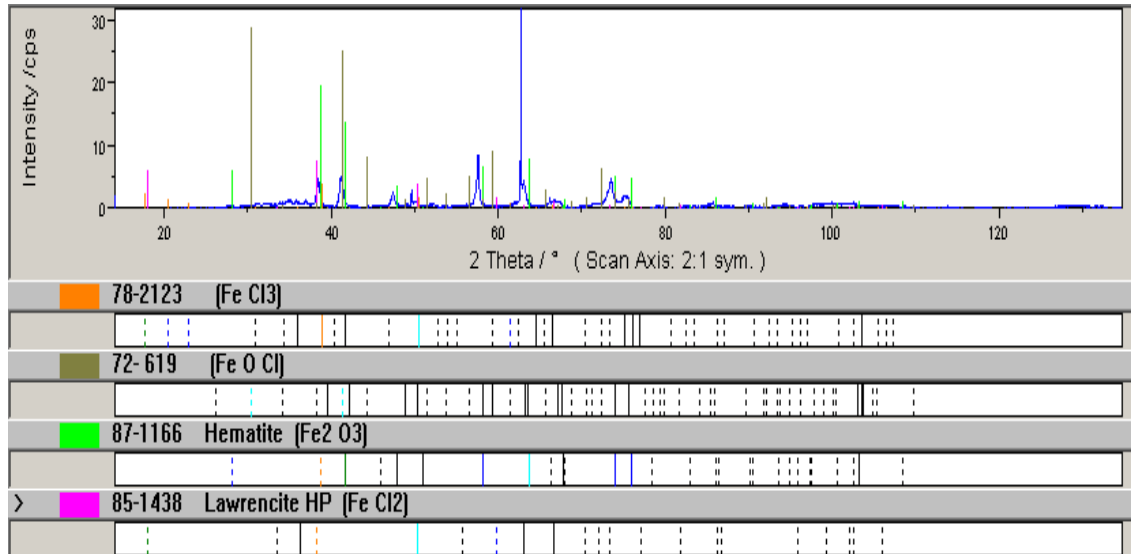 Intensity /cps
30
20
10
0
20 40 60 80 100 120
2 Theta / ° ( Scan Axis: 2:1 sym. )
78-2123 (Fe Cl3)
72- 619 (Fe O Cl)
87-1166 Hematite (Fe2 O3)
> 85-1438 Lawrencite HP (Fe Cl2)